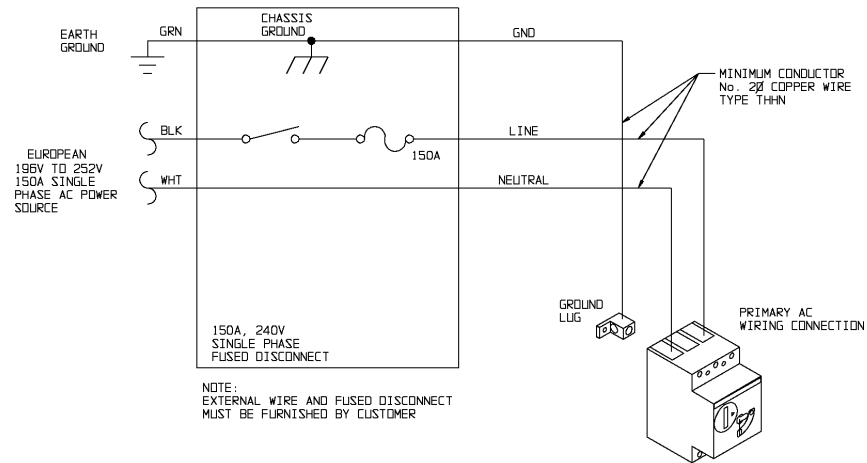 EARTH
GROUND
GRN
CHASSIS
GROUND
GND
MINIMUM CONDUCTOR
No. 2Ø COPPER WIRE
TYPE THHN
BLK
LINE
150A
EUROPEAN
196V TO 252V
150A SINGLE
PHASE AC POWER
SOURCE
WHT
NEUTRAL
GROUND
LUG
PRIMARY AC
WIRING CONNECTION
150A, 240V
SINGLE PHASE
FUSED DISCONNECT
NOTE:
EXTERNAL WIRE AND FUSED DISCONNECT
MUST BE FURNISHED BY CUSTOMER